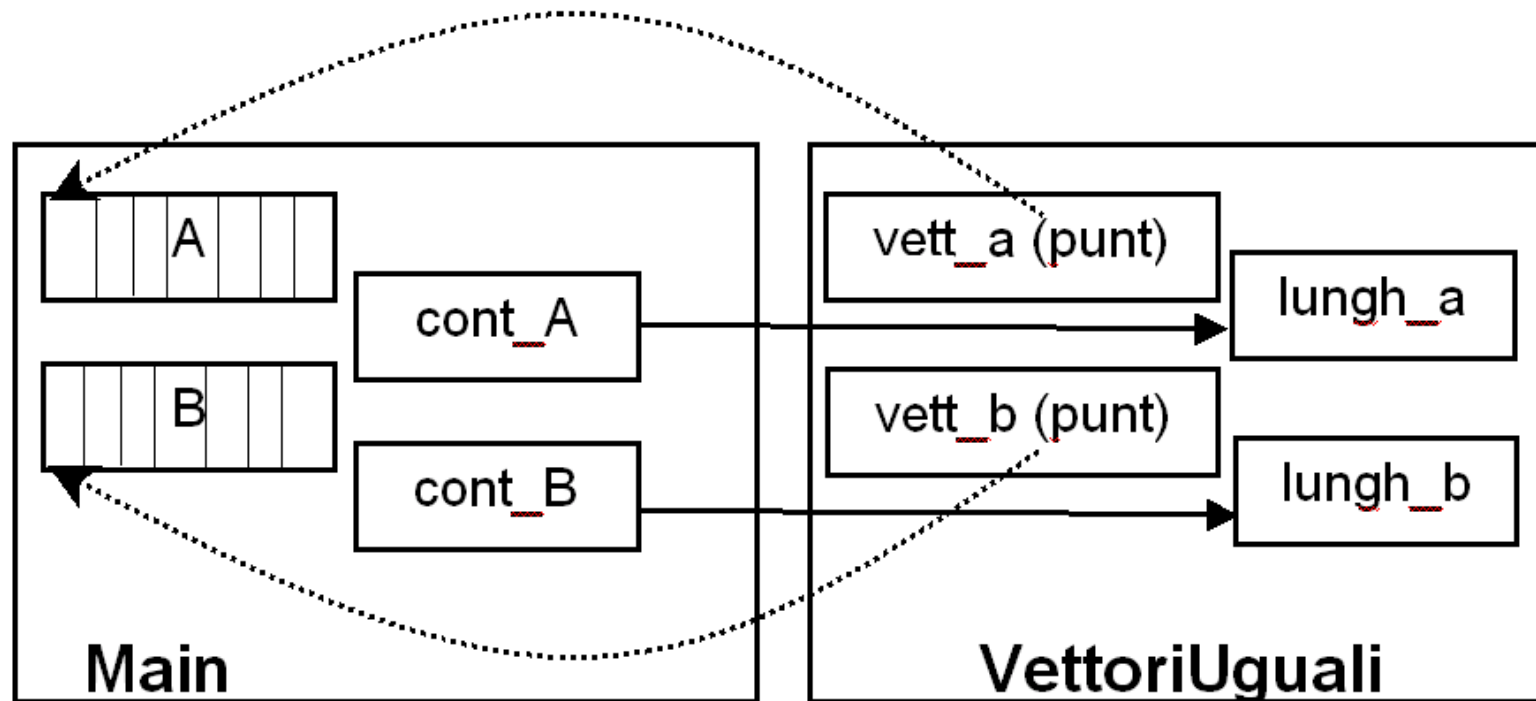 A
cont_A
B
cont_B
Main
vett_a (punt)
lungh_a
vett_b (punt)
lungh_b
VettoriUguali